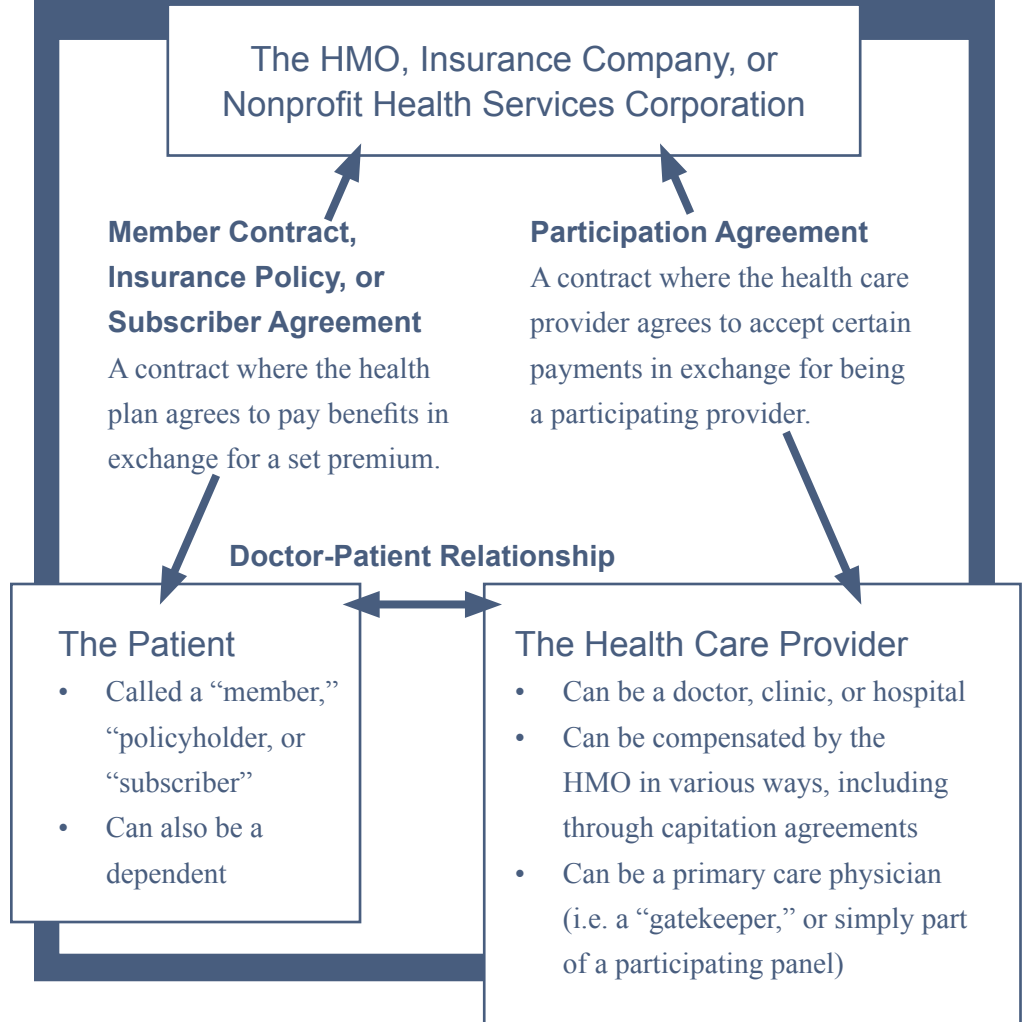 The HMO, Insurance Company, or
Nonprofit Health Services Corporation
Member Contract,
Insurance Policy, or
Subscriber Agreement
A contract where the health
plan agrees to pay benefits in
exchange for a set premium.
Participation Agreement
A contract where the health care
provider agrees to accept certain
payments in exchange for being
a participating provider.
Doctor-Patient Relationship
The Patient
• Called a “member,”
“policyholder, or
“subscriber”
• Can also be a
dependent
The Health Care Provider
• Can be a doctor, clinic, or hospital
• Can be compensated by the
HMO in various ways, including
through capitation agreements
• Can be a primary care physician
(i.e. a “gatekeeper,” or simply part
of a participating panel)